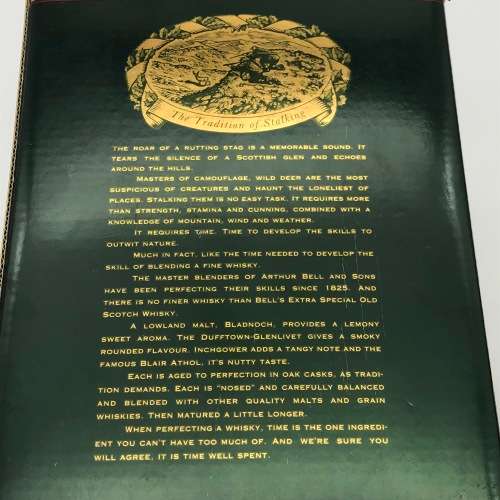 The Tradition of Stalking
THE ROAR OF A RUTTING STAG IS A MEMORABLE SOUND. IT
TEARS THE SILENCE OF A SCOTTISH GLEN AND ECHOES
AROUND THE HILLS.
MASTERS OF CAMOUFLAGE, WILD DEER ARE THE MOST
SUSPICIOUS OF CREATURES AND HAUNT THE LONELIEST OF
PLACES. STALKING THEM IS NO EASY TASK. IT REQUIRES MORE
THAN STRENGTH, STAMINA AND CUNNING, COMBINED WITH A
KNOWLEDGE OF MOUNTAIN, WIND AND WEATHER.
IT REQUIRES TIME. TIME TO DEVELOP THE SKILLS TO
OUTWIT NATURE.
MUCH IN FACT, LIKE THE TIME NEEDED TO DEVELOP THE
SKILL OF BLENDING A FINE WHISKY.
THE MASTER BLENDERS OF ARTHUR BELL AND SONS
HAVE BEEN PERFECTING THEIR SKILLS SINCE 1825. AND
THERE IS NO FINER WHISKY THAN BELL'S EXTRA SPECIAL OLD
SCOTCH WHISKY.
A LOWLAND MALT, BLADNOCH, PROVIDES A LEMONY
SWEET AROMA. THE DUFFTOWN-GLENLIVET GIVES A SMOKY
ROUNDED FLAVOUR. INCHGOWER ADDS A TANGY NOTE AND THE
FAMOUS BLAIR ATHOL, IT'S NUTTY TASTE.
EACH IS AGED TO PERFECTION IN OAK CASKS, AS TRADI-
TION DEMANDS. EACH IS "NOSED" AND CAREFULLY BALANCED
AND BLENDED WITH OTHER QUALITY MALTS AND GRAIN
WHISKIES. THEN MATURED A LITTLE LONGER.
WHEN PERFECTING A WHISKY, TIME IS THE ONE INGREDI-
ENT YOU CAN'T HAVE TOO MUCH OF. AND WE'RE SURE YOU
WILL AGREE, IT IS TIME WELL SPENT.